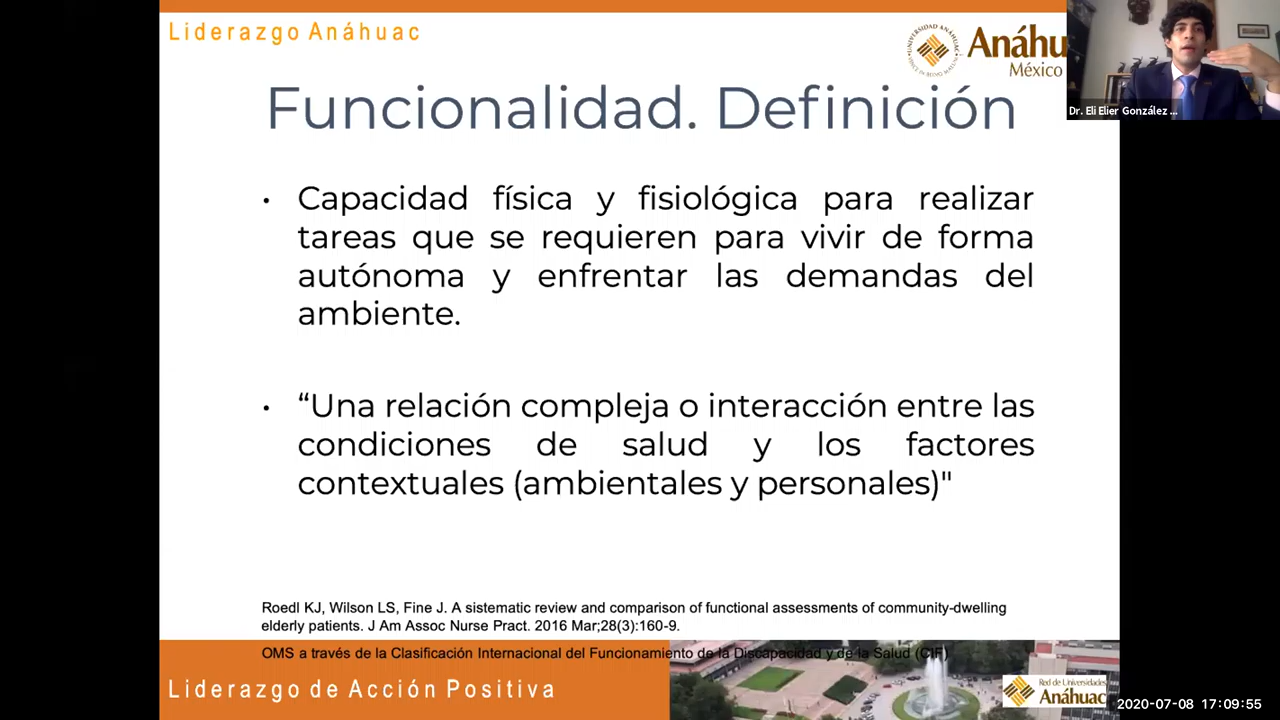 Liderazgo Anáhuac
Anáhu
México
Dr. Eli Elier González ...
Funcionalidad. Definición
• Capacidad física y fisiológica para realizar
tareas que se requieren para vivir de forma
autónoma y enfrentar las demandas del
ambiente.
• “Una relación compleja o interacción entre las
condiciones de salud y los factores
contextuales (ambientales y personales)"
Roedl KJ, Wilson LS, Fine J. A sistematic review and comparison of functional assessments of community-dwelling
elderly patients. J Am Assoc Nurse Pract. 2016 Mar;28(3):160-9.
OMS a través de la Clasificación Internacional del Funcionamiento de la Discapacidad y de la Salud (CIF)
Liderazgo de Acción Positiva
Red de Universidades
Anáhuac
2020-07-08 17:09:55